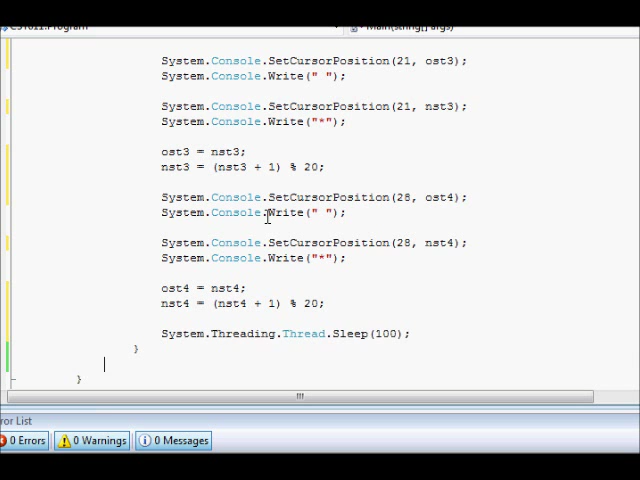 CS1011.Program Main(string[] args)
System.Console.SetCursorPosition(21, ost3);
System.Console.Write(" ");
System.Console.SetCursorPosition(21, nst3);
System.Console.Write("*");
ost3 = nst3;
nst3 = (nst3 + 1) % 20;
System.Console.SetCursorPosition(28, ost4);
System.Console.Write(" ");
System.Console.SetCursorPosition(28, nst4);
System.Console.Write("*");
ost4 = nst4;
nst4 = (nst4 + 1) % 20;
System.Threading.Thread.Sleep(100);
}
}
ror List
0 Errors 0 Warnings 0 Messages